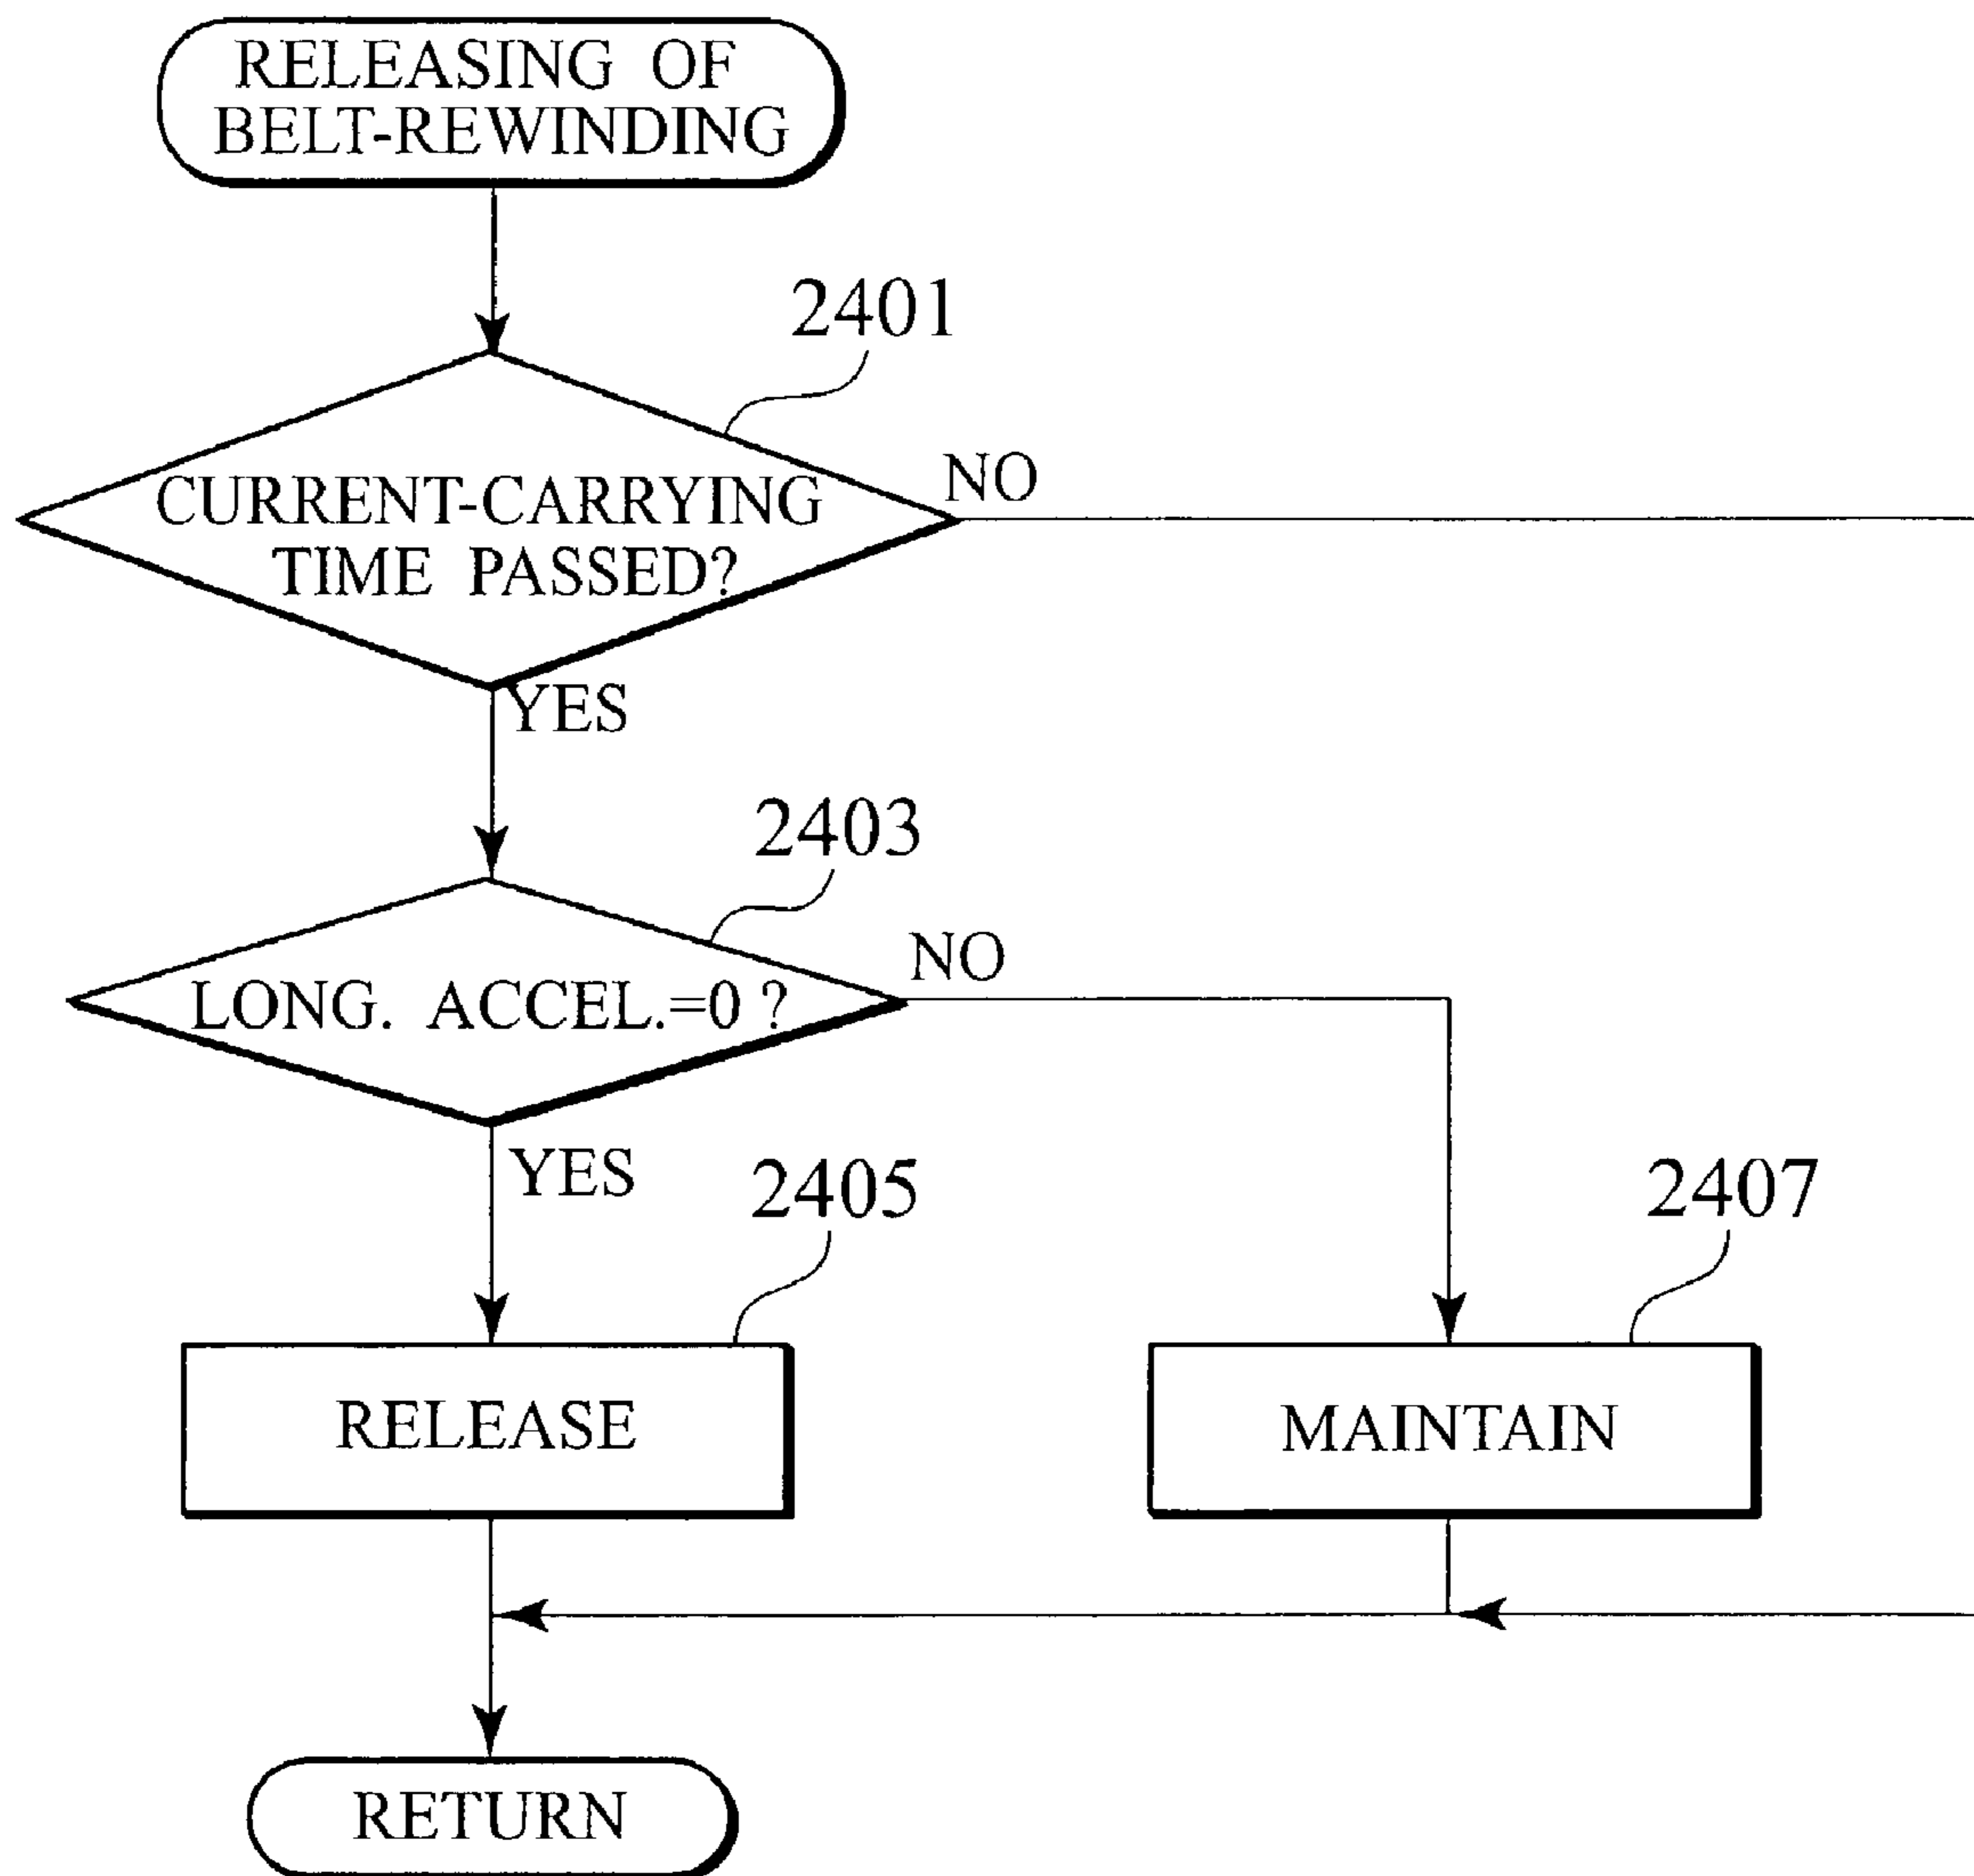 RELEASING OF
BELT-REWINDING
2401
CURRENT-CARRYING
TIME PASSED?
NO
YES
2403
LONG. ACCEL.=0 ?
NO
YES
2405
2407
RELEASE
MAINTAIN
RETURN